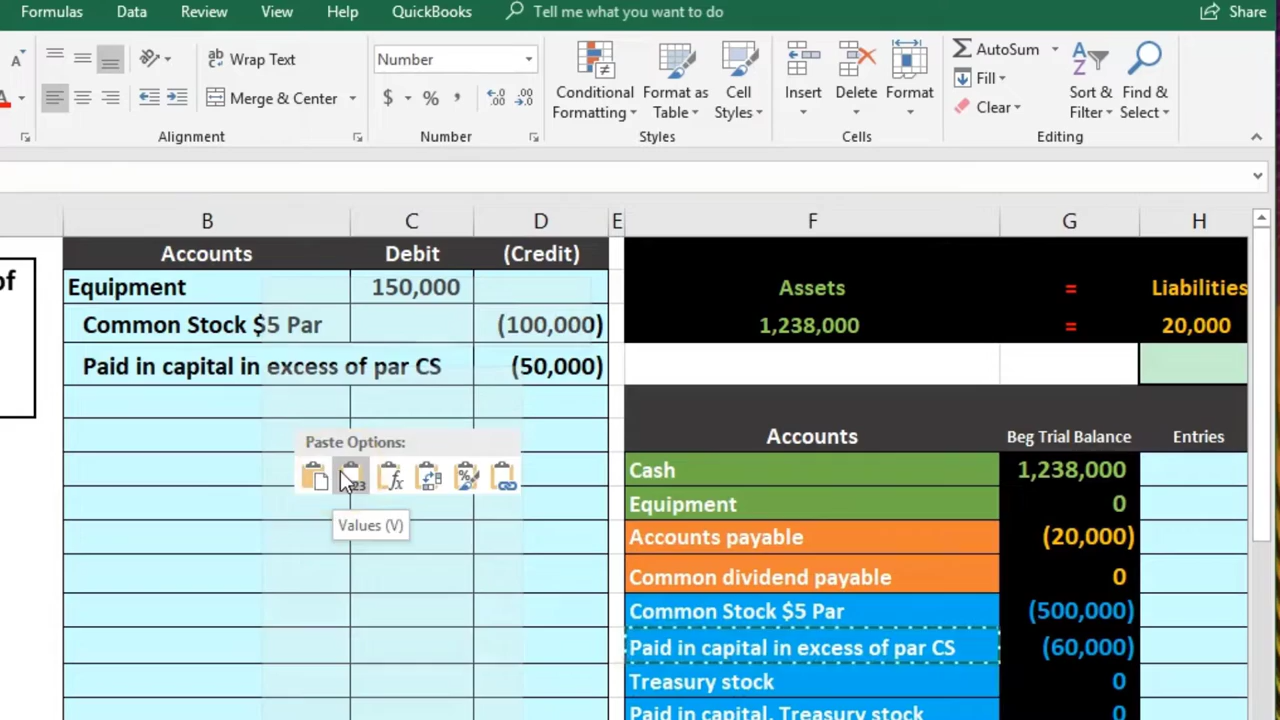 Formulas Data Review View Help QuickBooks Tell me what you want to do Share
A ab Wrap Text Number AutoSum
Fill
A $ % , Conditional Format as Cell Insert Delete Format Sort & Find &
Merge & Center Formatting Table Styles Clear Filter Select
Alignment Number Styles Cells Editing
B C D E F G H
Accounts Debit (Credit)
of Equipment 150,000 Assets = Liabilities
Common Stock $5 Par (100,000) 1,238,000 = 20,000
Paid in capital in excess of par CS (50,000)
Paste Options: Accounts Beg Trial Balance Entries
Cash 1,238,000
Equipment 0
Values (V)
Accounts payable (20,000)
Common dividend payable 0
Common Stock $5 Par (500,000)
Paid in capital in excess of par CS (60,000)
Treasury stock 0
Paid in capital, Treasury stock 0